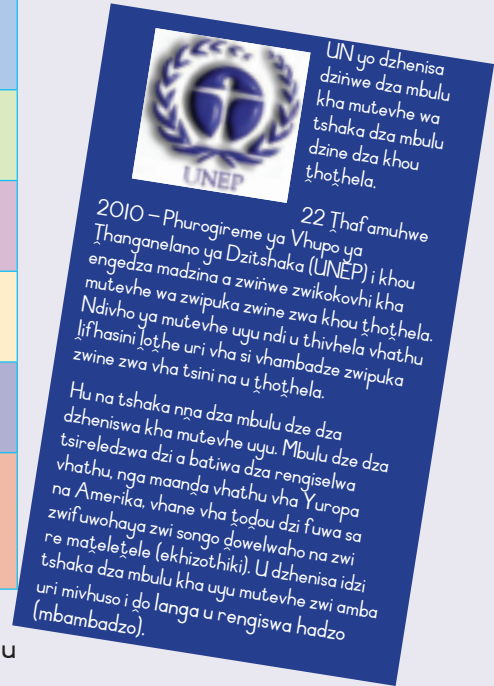 UNEP
UN yo dzhenisa
dziṅwe dza mbulu
kha mutevhe wa
tshaka dza mbulu
dzine dza khou
ṱhoṱhela.
22 Ṱhafamuhwe
2010 – Phurogireme ya Vhupo ya
Ṱhanganelano ya Dzitshaka (UNEP) i khou
engedza madzina a zwiṅwe zwikokovhi kha
mutevhe wa zwipuka zwine zwa khou ṱhoṱhela.
Ndivho ya mutevhe uyu ndi u thivhela vhathu
ḽifhasini ḽoṱhe uri vha si vhambadze zwipuka
zwine zwa vha tsini na u ṱhoṱhela.
Hu na tshaka nṋa dza mbulu dze dza
dzheniswa kha mutevhe uyu. Mbulu dze dza
tsireledzwa dzi a batiwa dza rengiselwa
vhathu, nga maanḓa vhathu vha Yuropa
na Amerika, vhane vha ṱoḓou dzi fuwa sa
zwifuwohaya zwi songo ḓowelwaho na zwi
re maṱeleṱele (ekhizothiki). U dzhenisa idzi
tshaka dza mbulu kha uyu mutevhe zwi amba
uri mivhuso i ḓo langa u rengiswa hadzo
(mbambadzo).
u